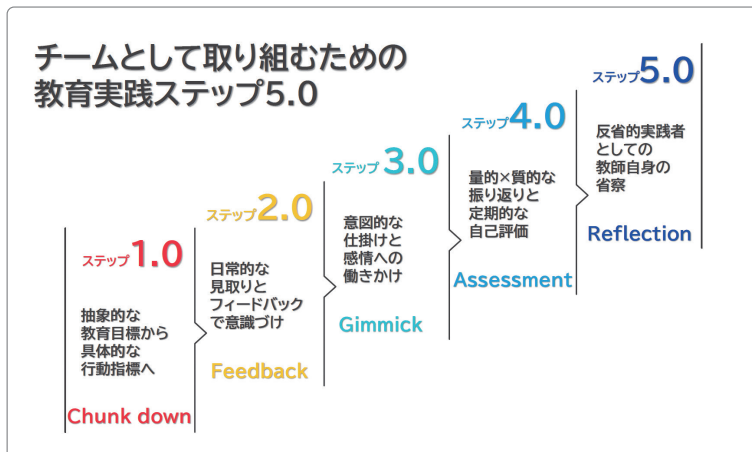 チームとして取り組むための
教育実践ステップ5.0
ステップ1.0
抽象的な
教育目標から
具体的な
行動指標へ
Chunk down
ステップ2.0
日常的な
見取りと
フィードバック
で意識づけ
Feedback
ステップ3.0
意図的な
仕掛けと
感情への
働きかけ
Gimmick
ステップ4.0
量的×質的な
振り返りと
定期的な
自己評価
Assessment
ステップ5.0
反省的実践者
としての
教師自身の
省察
Reflection